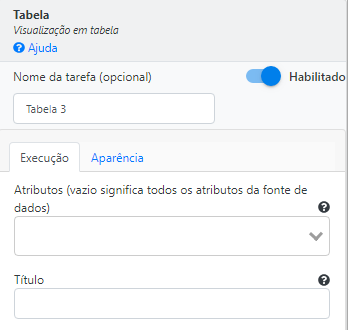 Tabela
Visualização em tabela
? Ajuda
Nome da tarefa (opcional)
Habilitado
Tabela 3
Execução
Aparência
Atributos (vazio significa todos os atributos da fonte de
dados)
?
Título
?